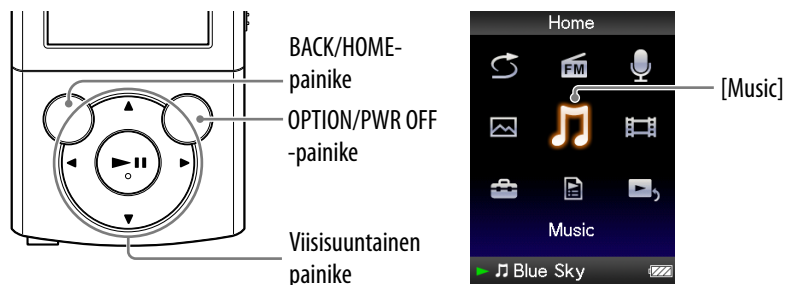 BACK/HOME-
painike
OPTION/PWR OFF
-painike
Viisisuuntainen
painike
Home
FM
[Music]
Music
Blue Sky